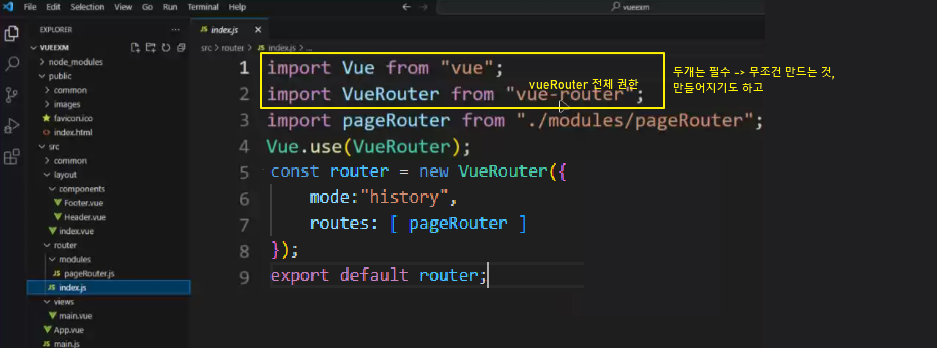 File Edit Selection View Go Run Terminal Help
vueexm
EXPLORER
VUEEXM
node_modules
public
common
images
favicon.ico
index.html
src
common
layout
components
Footer.vue
Header.vue
index.vue
router
modules
pageRouter.js
JS index.js
views
main.vue
App.vue
JS main.js
JS index.js
src > router > JS index.js > ...
1 import Vue from "vue";
2 import VueRouter from "vue-router";
3 import pageRouter from "./modules/pageRouter";
4 Vue.use(VueRouter);
5 const router = new VueRouter({
6 mode:"history",
7 routes: [ pageRouter ]
8 });
9 export default router;
vueRouter 전체 권한
두개는 필수 -> 무조건 만드는 것,
만들어지기도 하고